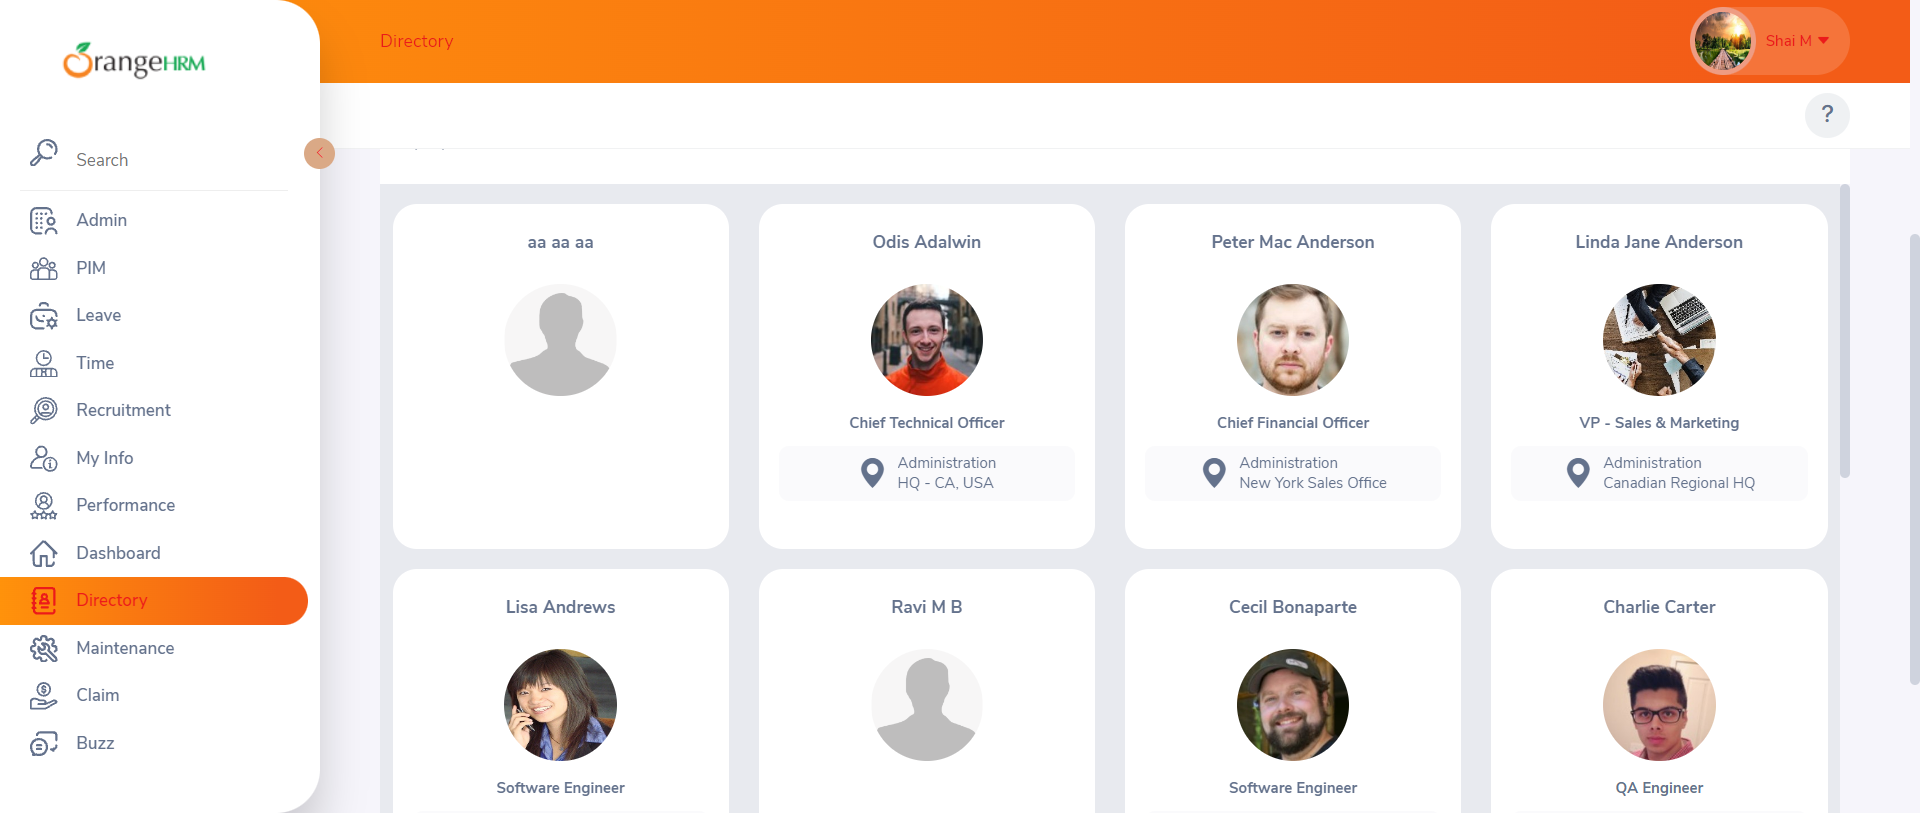 OrangeHRM
Directory
Shai M
?
Search
Admin
PIM
Leave
Time
Recruitment
My Info
Performance
Dashboard
Directory
Maintenance
Claim
Buzz
aa aa aa
Odis Adalwin
Chief Technical Officer
Administration
HQ - CA, USA
Peter Mac Anderson
Chief Financial Officer
Administration
New York Sales Office
Linda Jane Anderson
VP - Sales & Marketing
Administration
Canadian Regional HQ
Lisa Andrews
Software Engineer
Ravi M B
Cecil Bonaparte
Software Engineer
Charlie Carter
QA Engineer